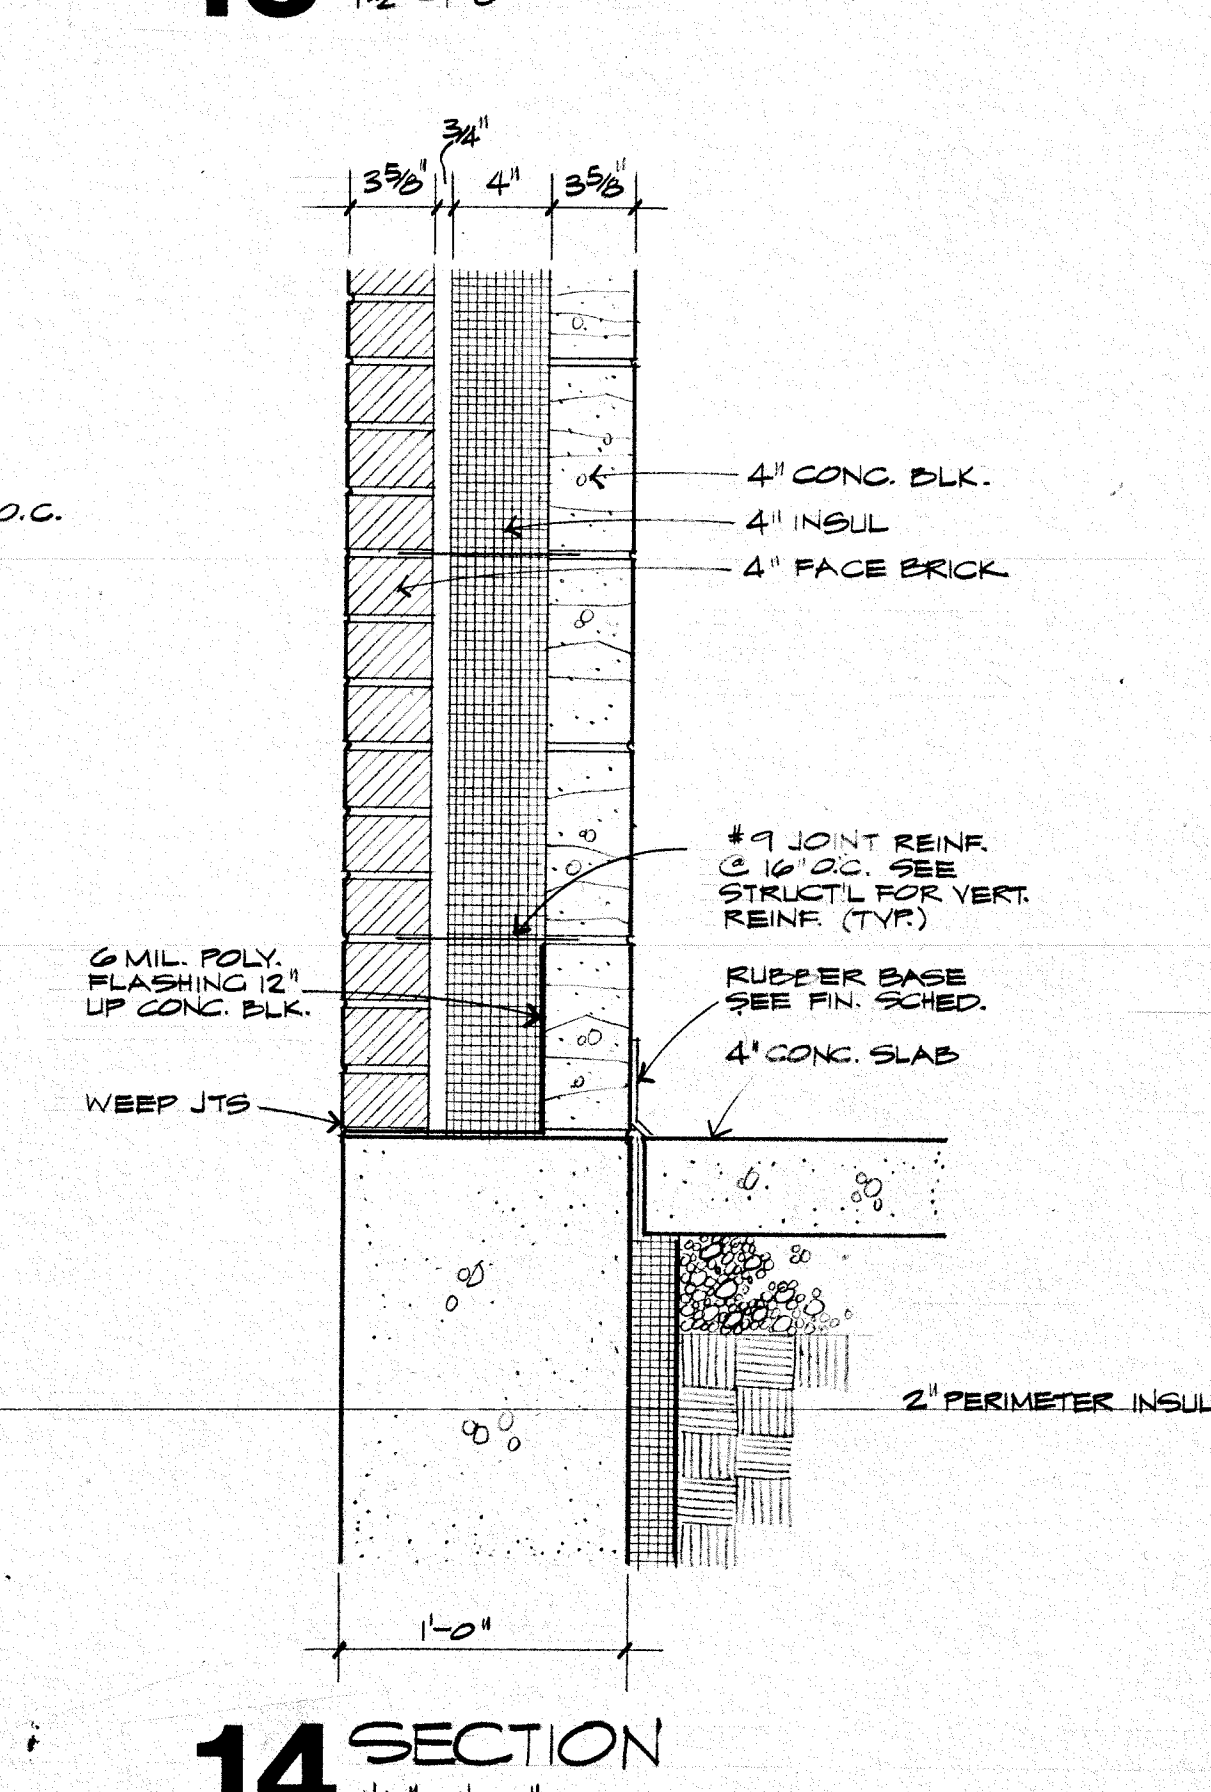 3/4"
3 5/8" 4" 3 5/8"
4" CONC. BLK.
O.C.
4" INSUL
4" FACE BRICK
#9 JOINT REINF.
@ 16" O.C. SEE
STRUCT'L FOR VERT.
REINF. (TYP.)
6 MIL. POLY.
FLASHING 12"
UP CONC. BLK.
RUBBER BASE
SEE FIN. SCHED.
4" CONC. SLAB
WEEP JTS
2" PERIMETER INSUL
1'-0"
14 SECTION